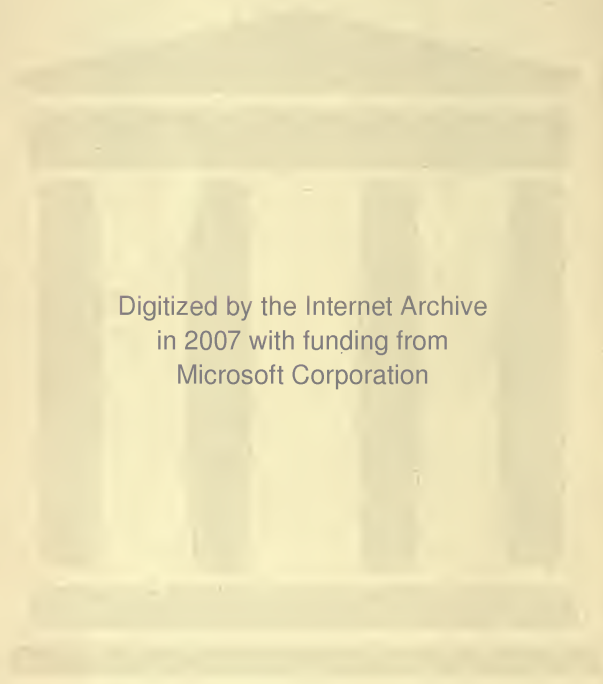 Digitized by the Internet Archive
in 2007 with funding from
Microsoft Corporation